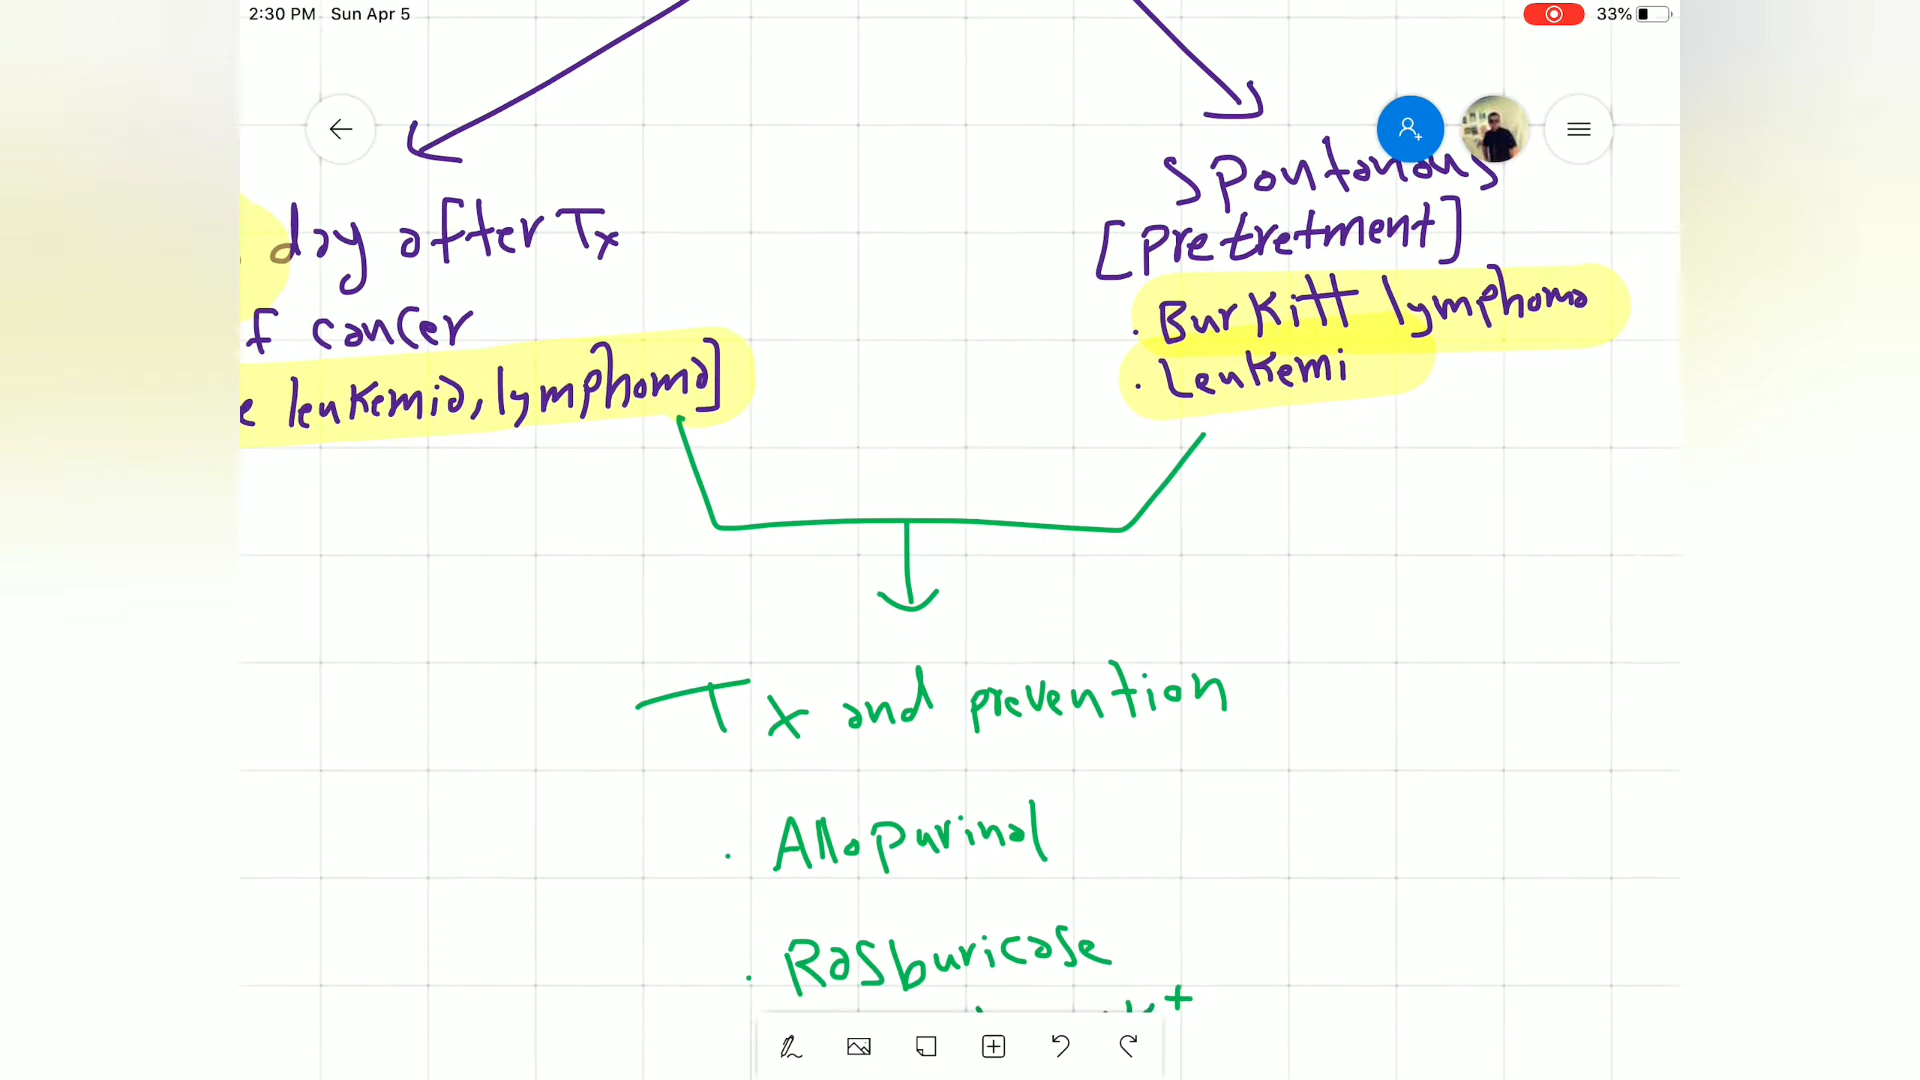 2:30 PM Sun Apr 5
33%
day after Tx
f cancer
e leukemia, lymphoma]
Spontanous
[pretretment]
. Burkitt lymphoma
. Leukemi
Tx and prevention
. Allopurinol
. Rasburicase
+